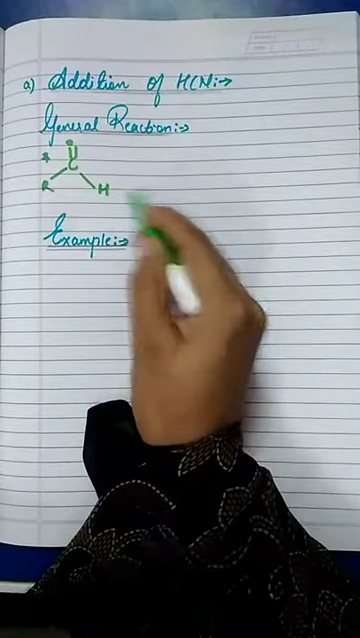 a) Addition of HCN:→
General Reaction:→
* O
C
R H
Example:→